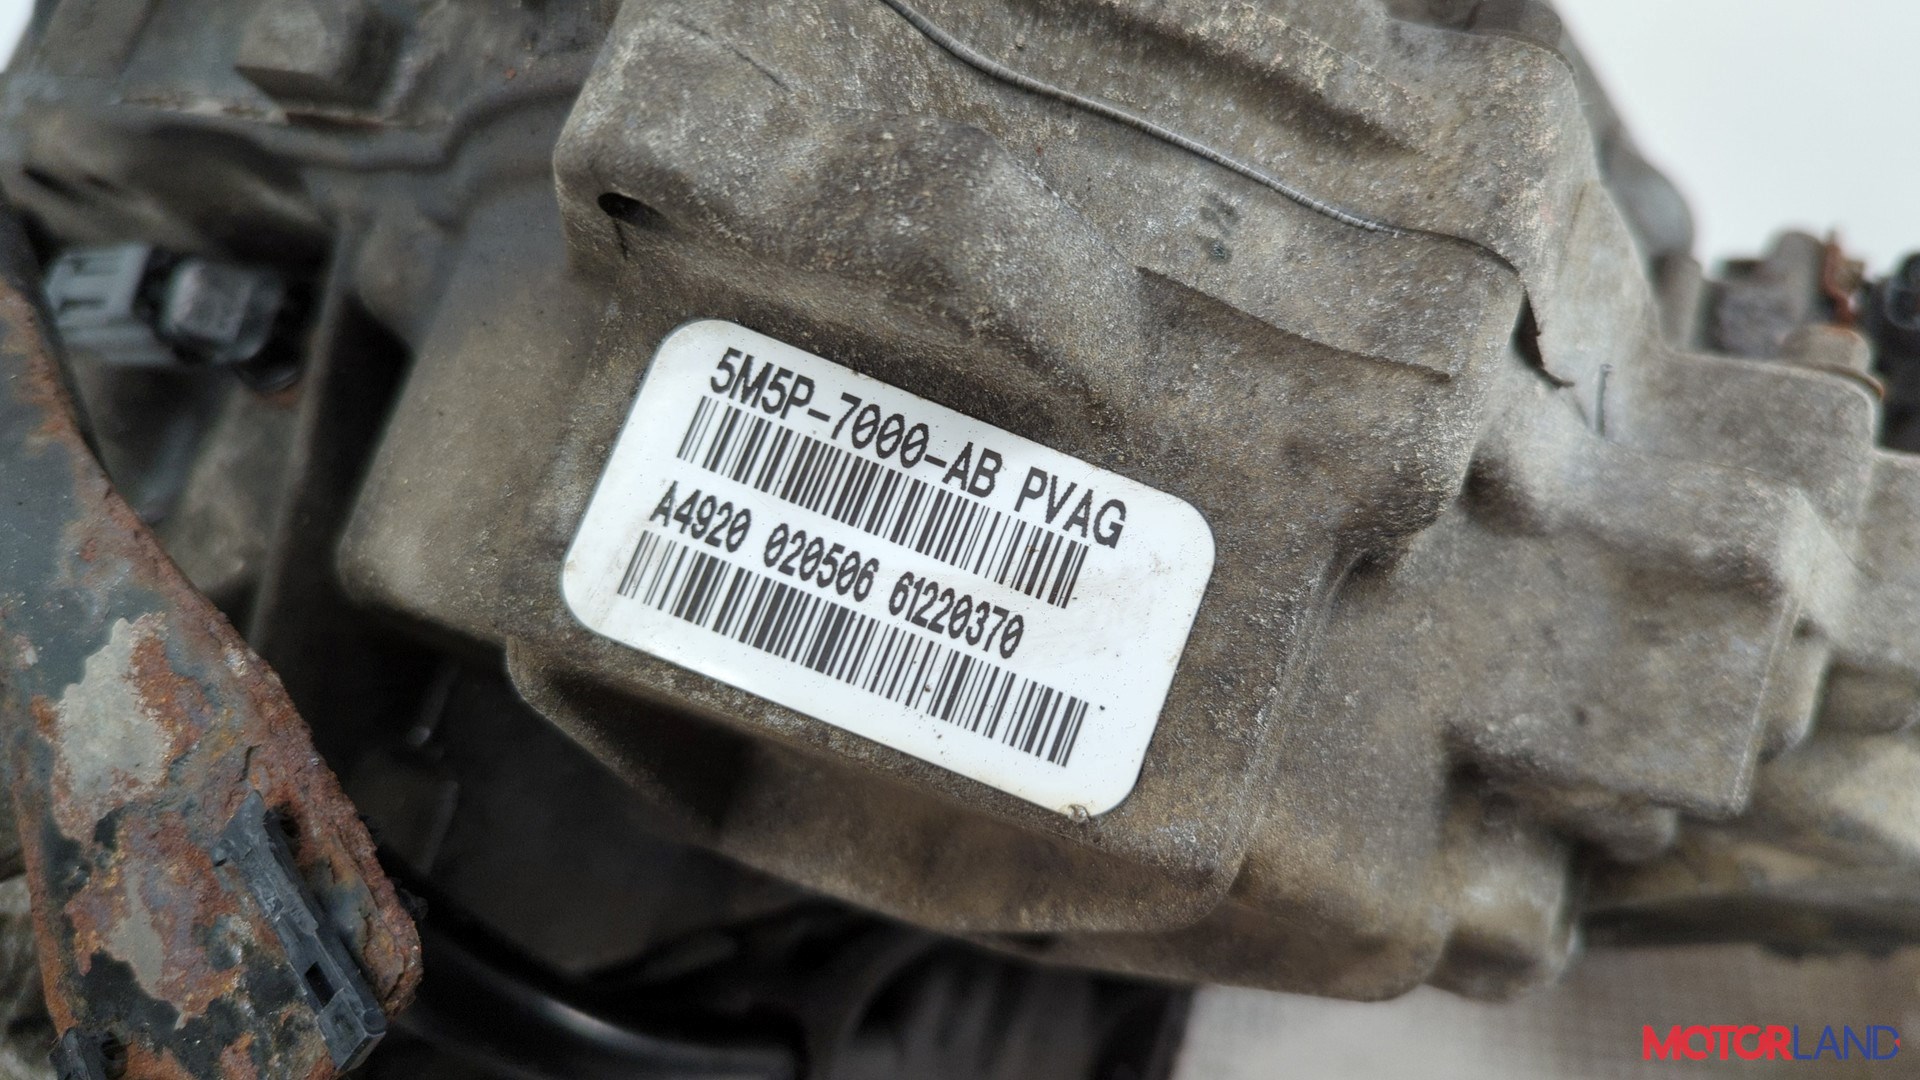 5M5P-7000-AB PVAG
A4920 020506 61220370
MOTORLAND